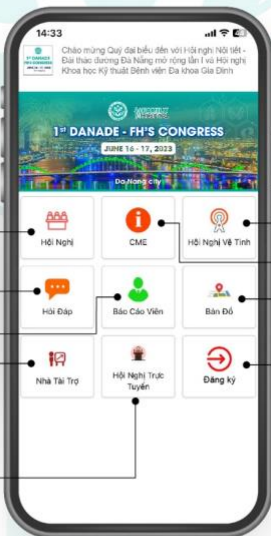 14:33
Chào mừng Quý đại biểu đến với Hội nghị Nội tiết -
Đái tháo đường Đà Nẵng mở rộng lần I và Hội nghị
Khoa học Kỹ thuật Bệnh viện Đa khoa Gia Đình
1st DANADE - FH'S CONGRESS
JUNE 16 - 17, 2023
Da Nang city
Hội Nghị
CME
Hội Nghị Vệ Tinh
Hỏi Đáp
Báo Cáo Viên
Bản Đồ
Nhà Tài Trợ
Hội Nghị Trực
Tuyến
Đăng ký